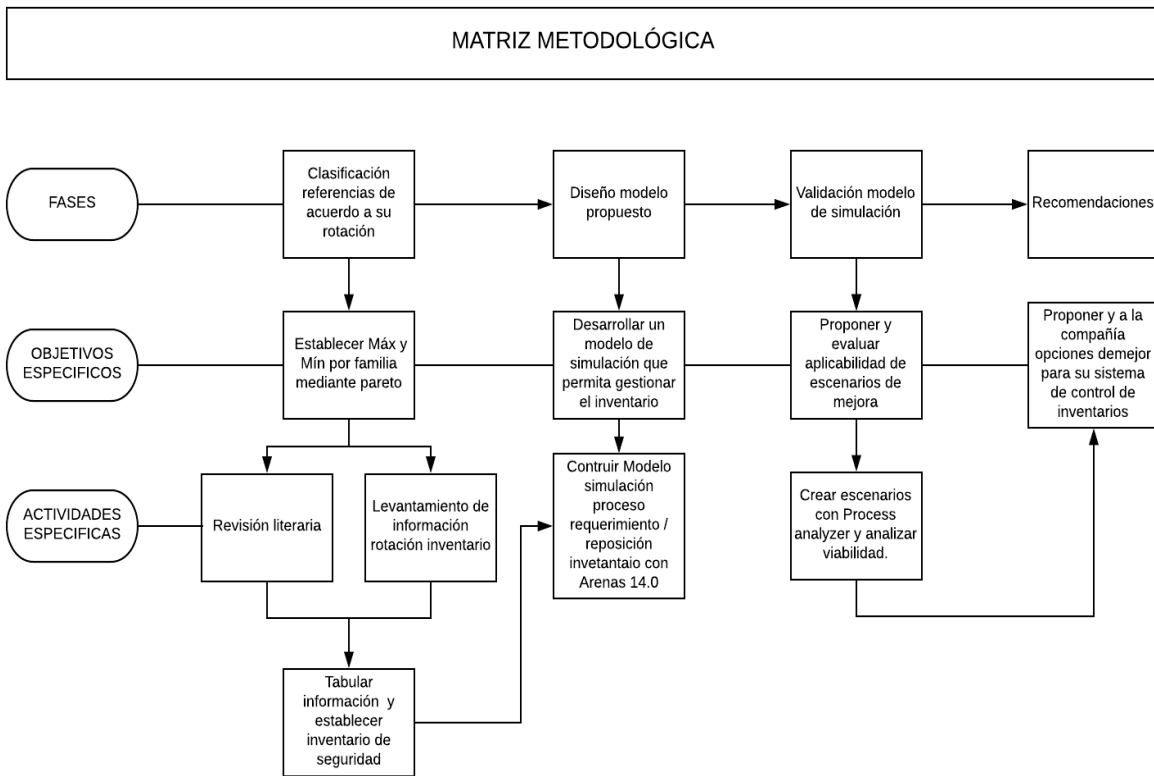 MATRIZ METODOLÓGICA
FASES
Clasificación
referencias de
acuerdo a su
rotación
Diseño modelo
propuesto
Validación modelo
de simulación
Recomendaciones
OBJETIVOS
ESPECIFICOS
Establecer Máx y
Mín por familia
mediante pareto
Desarrollar un
modelo de
simulación que
permita gestionar
el inventario
Proponer y
evaluar
aplicabilidad de
escenarios de
mejora
Proponer y a la
compañía
opciones demejor
para su sistema
de control de
inventarios
ACTIVIDADES
ESPECIFICAS
Revisión literaria
Levantamiento de
información
rotación inventario
Contruir Modelo
simulación
proceso
requerimiento /
reposición
invetantaio con
Arenas 14.0
Crear escenarios
con Process
analyzer y analizar
viabilidad.
Tabular
información y
establecer
inventario de
seguridad